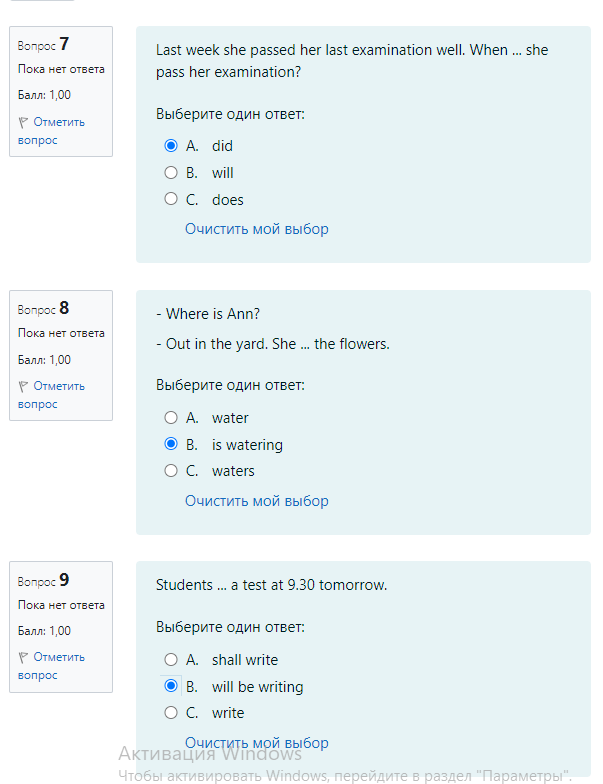 Вопрос 7
Пока нет ответа
Балл: 1,00
Отметить
вопрос
Last week she passed her last examination well. When ... she
pass her examination?
Выберите один ответ:
A. did
B. will
C. does
Очистить мой выбор
Вопрос 8
Пока нет ответа
Балл: 1,00
Отметить
вопрос
- Where is Ann?
- Out in the yard. She ... the flowers.
Выберите один ответ:
A. water
B. is watering
C. waters
Очистить мой выбор
Вопрос 9
Пока нет ответа
Балл: 1,00
Отметить
вопрос
Students ... a test at 9.30 tomorrow.
Выберите один ответ:
A. shall write
B. will be writing
C. write
Очистить мой выбор
Активация Windows
Чтобы активировать Windows, перейдите в раздел "Параметры".